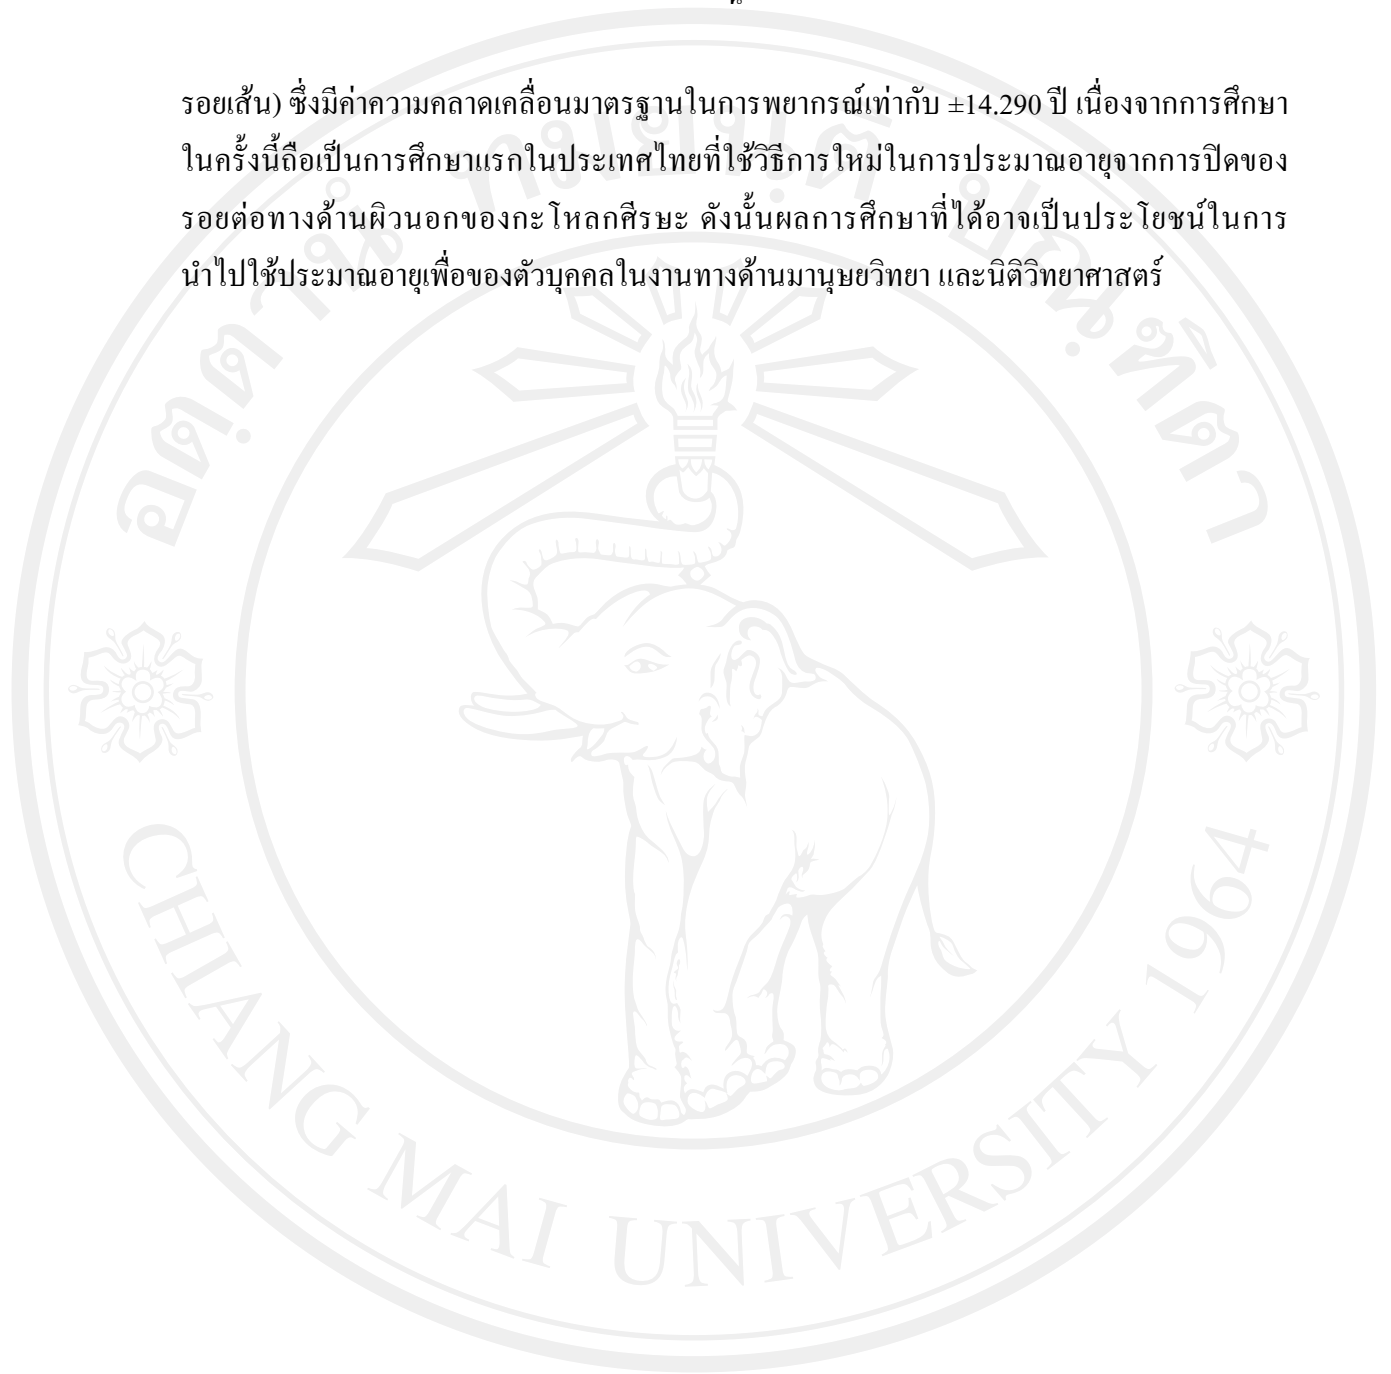 รอยเส้น) ซึ่งมีค่าความคลาดเคลื่อนมาตรฐานในการพยากรณ์เท่ากับ ±14.290 ปี เนื่องจากการศึกษา
ในครั้งนี้ถือเป็นการศึกษาแรกในประเทศไทยที่ใช้วิธีการใหม่ในการประมาณอายุจากการปิดของ
รอยต่อทางด้านผิวนอกของกะโหลกศีรษะ ดังนั้นผลการศึกษาที่ได้อาจเป็นประโยชน์ในการ
นำไปใช้ประมาณอายุเพื่อของตัวบุคคลในงานทางด้านมานุษยวิทยา และนิติวิทยาศาสตร์
CHIANG MAI UNIVERSITY 1964